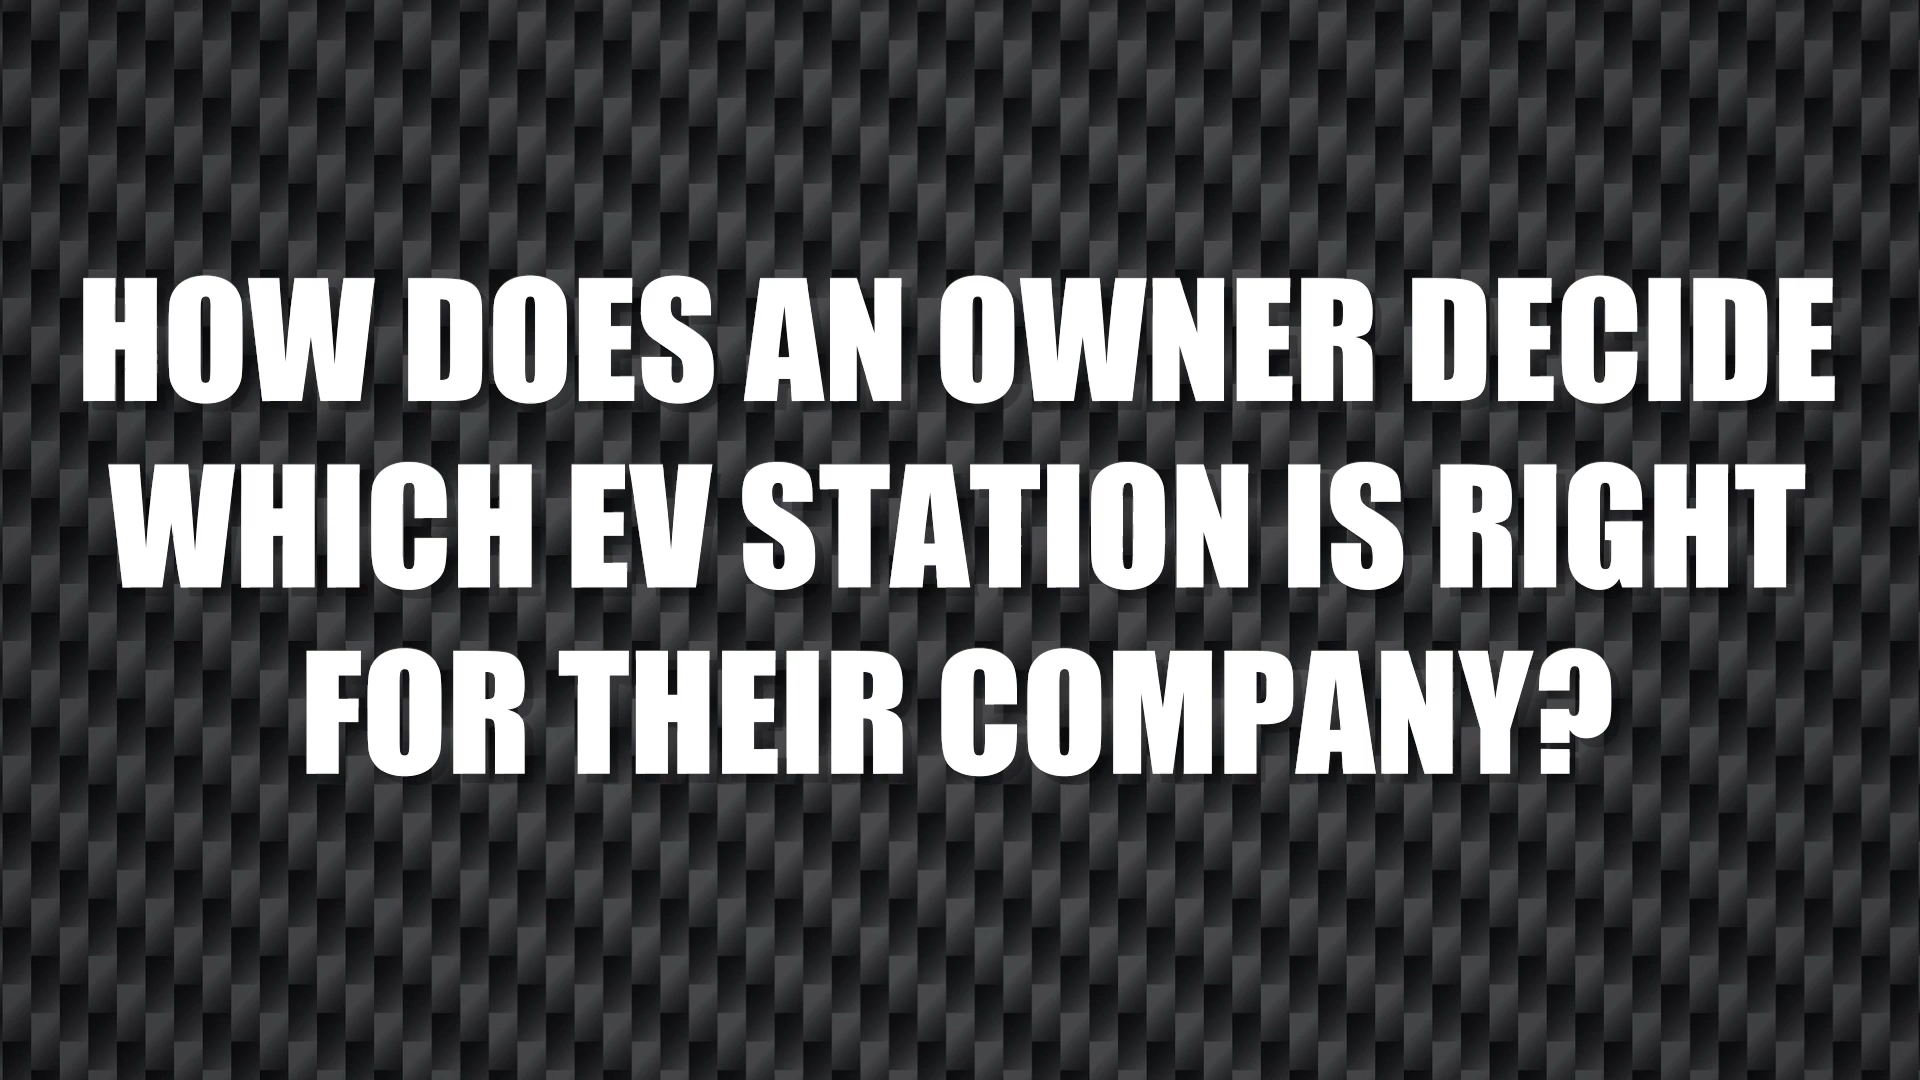 HOW DOES AN OWNER DECIDE
WHICH EV STATION IS RIGHT
FOR THEIR COMPANY?